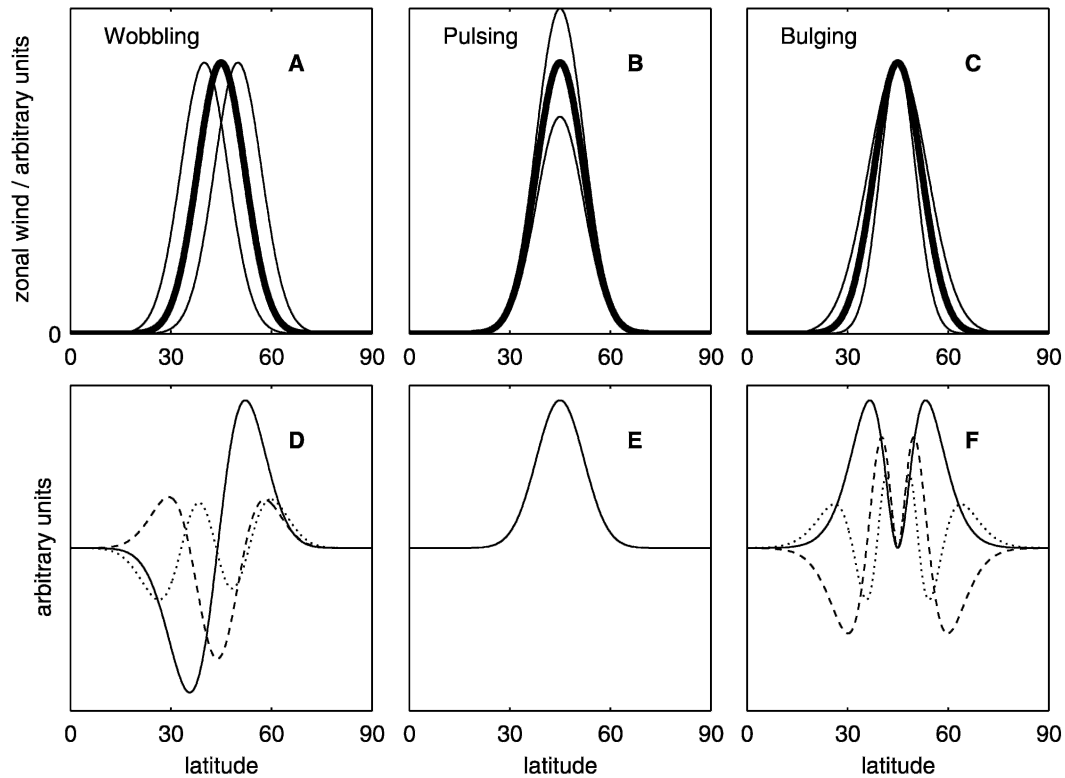 Wobbling
A
Pulsing
B
Bulging
C
zonal wind / arbitrary units
0
0 30 60 90
0 30 60 90
0 30 60 90
D
E
F
arbitrary units
0 30 60 90
0 30 60 90
0 30 60 90
latitude
latitude
latitude